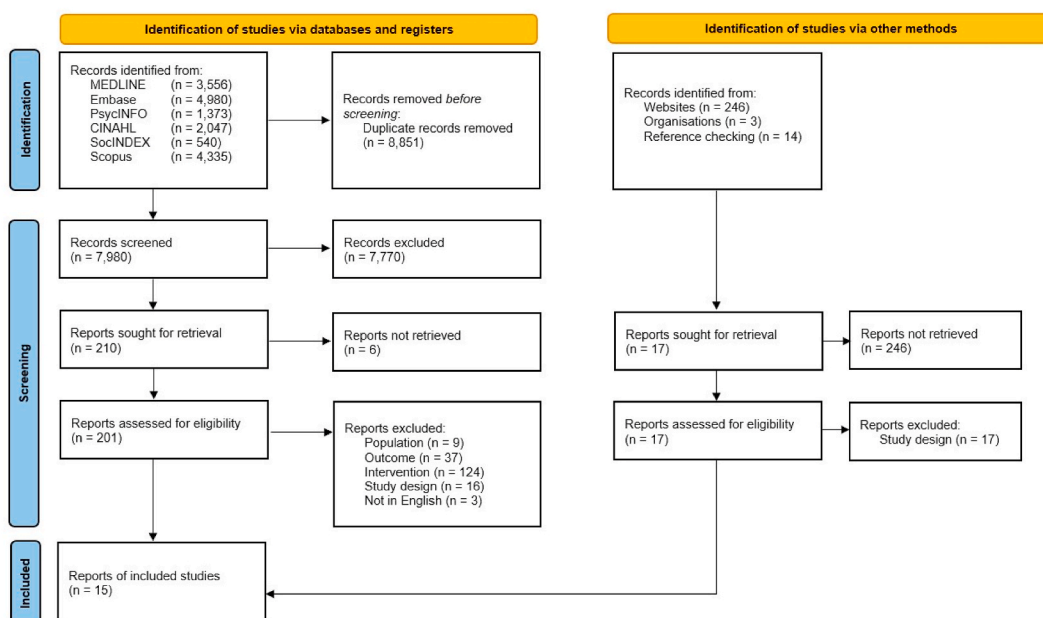 Identification of studies via databases and registers
Identification of studies via other methods
Identification
Records identified from:
MEDLINE (n = 3,556)
Embase (n = 4,980)
PsycINFO (n = 1,373)
CINAHL (n = 2,047)
SocINDEX (n = 540)
Scopus (n = 4,335)
Records removed before
screening:
Duplicate records removed
(n = 8,851)
Records identified from:
Websites (n = 246)
Organisations (n = 3)
Reference checking (n = 14)
Screening
Records screened
(n = 7,980)
Records excluded
(n = 7,770)
Reports sought for retrieval
(n = 210)
Reports not retrieved
(n = 6)
Reports sought for retrieval
(n = 17)
Reports not retrieved
(n = 246)
Reports assessed for eligibility
(n = 201)
Reports excluded:
Population (n = 9)
Outcome (n = 37)
Intervention (n = 124)
Study design (n = 16)
Not in English (n = 3)
Reports assessed for eligibility
(n = 17)
Reports excluded:
Study design (n = 17)
Included
Reports of included studies
(n = 15)